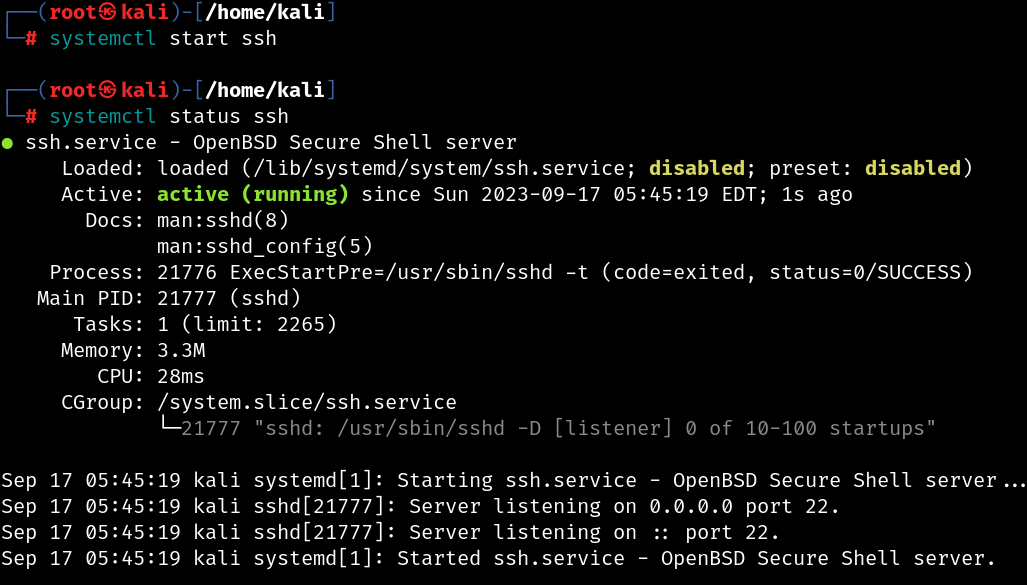 ┌──(root㉿kali)-[/home/kali]
└─# systemctl start ssh
┌──(root㉿kali)-[/home/kali]
└─# systemctl status ssh
● ssh.service - OpenBSD Secure Shell server
Loaded: loaded (/lib/systemd/system/ssh.service; disabled; preset: disabled)
Active: active (running) since Sun 2023-09-17 05:45:19 EDT; 1s ago
Docs: man:sshd(8)
man:sshd_config(5)
Process: 21776 ExecStartPre=/usr/sbin/sshd -t (code=exited, status=0/SUCCESS)
Main PID: 21777 (sshd)
Tasks: 1 (limit: 2265)
Memory: 3.3M
CPU: 28ms
CGroup: /system.slice/ssh.service
└─21777 "sshd: /usr/sbin/sshd -D [listener] 0 of 10-100 startups"
Sep 17 05:45:19 kali systemd[1]: Starting ssh.service - OpenBSD Secure Shell server...
Sep 17 05:45:19 kali sshd[21777]: Server listening on 0.0.0.0 port 22.
Sep 17 05:45:19 kali sshd[21777]: Server listening on :: port 22.
Sep 17 05:45:19 kali systemd[1]: Started ssh.service - OpenBSD Secure Shell server.